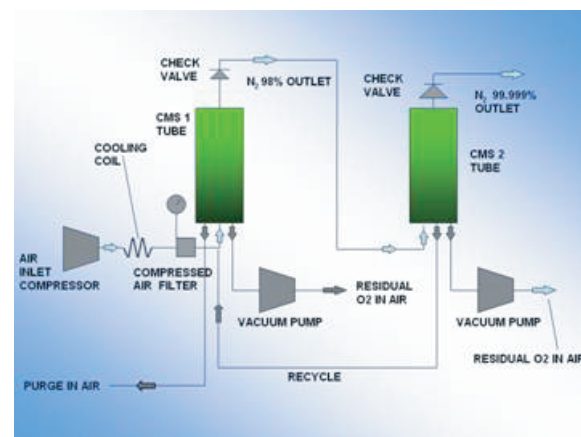 CHECK
VALVE
N2 98% OUTLET
CHECK
VALVE
N2 99.999%
OUTLET
CMS 1
TUBE
CMS 2
TUBE
COOLING
COIL
AIR
INLET
COMPRESSOR
COMPRESSED
AIR FILTER
RESIDUAL
O2 IN AIR
VACUUM PUMP
VACUUM PUMP
RESIDUAL O2 IN AIR
RECYCLE
PURGE IN AIR